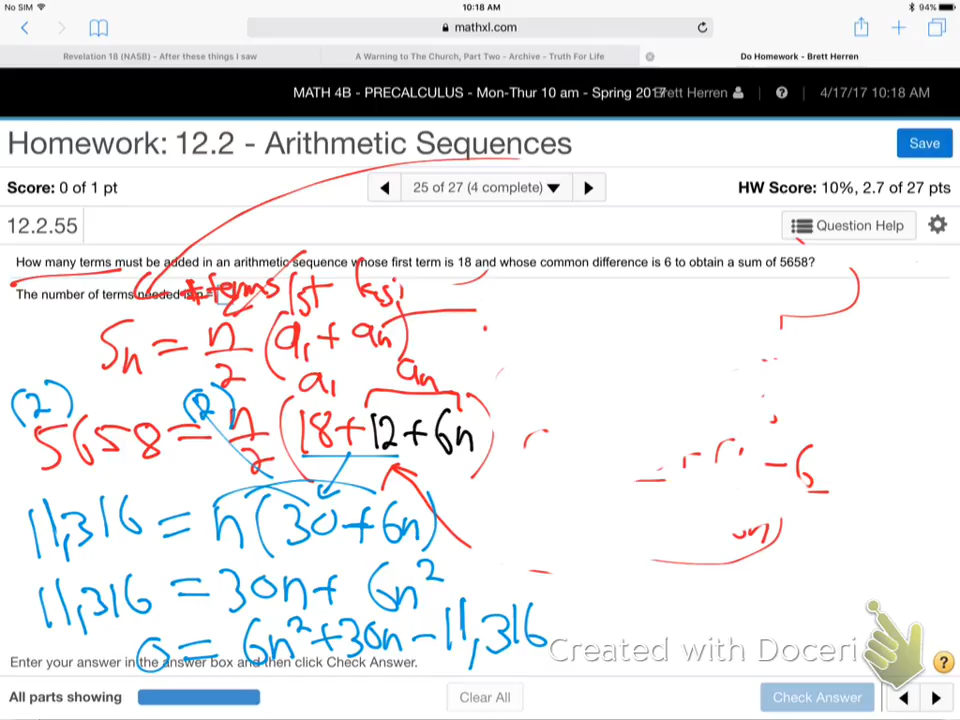 No SIM 10:18 AM 94%
mathxl.com
Revelation 18 (NASB) - After these things I saw A Warning to The Church, Part Two - Archive - Truth For Life Do Homework - Brett Herren
MATH 4B - PRECALCULUS - Mon-Thur 10 am - Spring 2017 Brett Herren ? 4/17/17 10:18 AM
Homework: 12.2 - Arithmetic Sequences Save
Score: 0 of 1 pt 25 of 27 (4 complete) HW Score: 10%, 2.7 of 27 pts
12.2.55 Question Help
How many terms must be added in an arithmetic sequence whose first term is 18 and whose common difference is 6 to obtain a sum of 5658?
The number of terms needed is
terms 1st
Sn = n/2 (a1 + an)
a1 an
(2) 5658 = (2) n/2 (18 + 12 + 6n)
-6
11,316 = n(30 + 6n)
11,316 = 30n + 6n²
0 = 6n² + 30n - 11,316
Created with Doceri
Enter your answer in the answer box and then click Check Answer. ?
All parts showing Clear All Check Answer